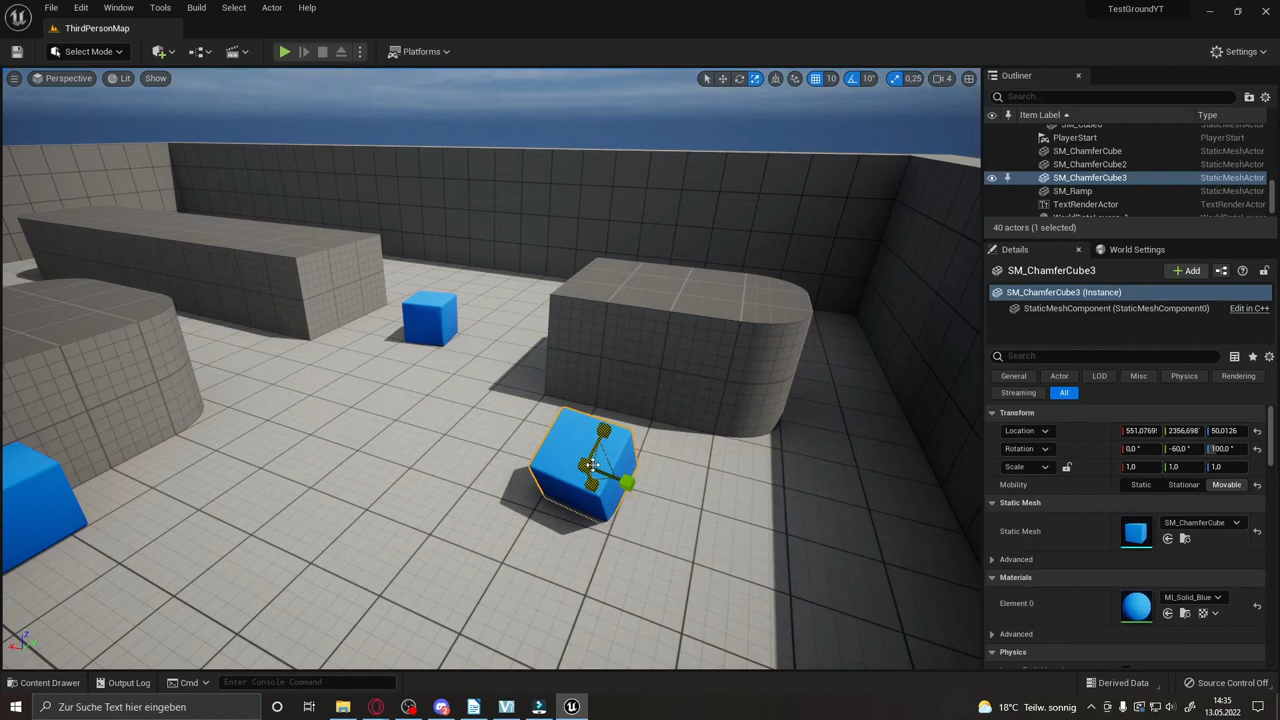 File Edit Window Tools Build Select Actor Help
TestGroundYT
ThirdPersonMap
Select Mode
Platforms
Settings
Perspective Lit Show
10 10° 0,25 4
Outliner
Search...
Item Label Type
StaticMeshActor
PlayerStart PlayerStart
SM_ChamferCube StaticMeshActor
SM_ChamferCube2 StaticMeshActor
SM_ChamferCube3 StaticMeshActor
SM_Ramp StaticMeshActor
TextRenderActor TextRenderActor
40 actors (1 selected)
Details World Settings
SM_ChamferCube3 Add
SM_ChamferCube3 (Instance)
StaticMeshComponent (StaticMeshComponent0) Edit in C++
Search
General Actor LOD Misc Physics Rendering
Streaming All
Transform
Location 551,0769 2356,698 50,0126
Rotation 0,0 ° -60,0 ° 100,0 °
Scale 1,0 1,0 1,0
Mobility Static Stationar Movable
Static Mesh
Static Mesh SM_ChamferCube
Advanced
Materials
Element 0 MI_Solid_Blue
Advanced
Physics
Content Drawer Output Log Cmd Enter Console Command
Derived Data Source Control Off
Zur Suche Text hier eingeben
18°C Teilw. sonnig
14:35
13.05.2022